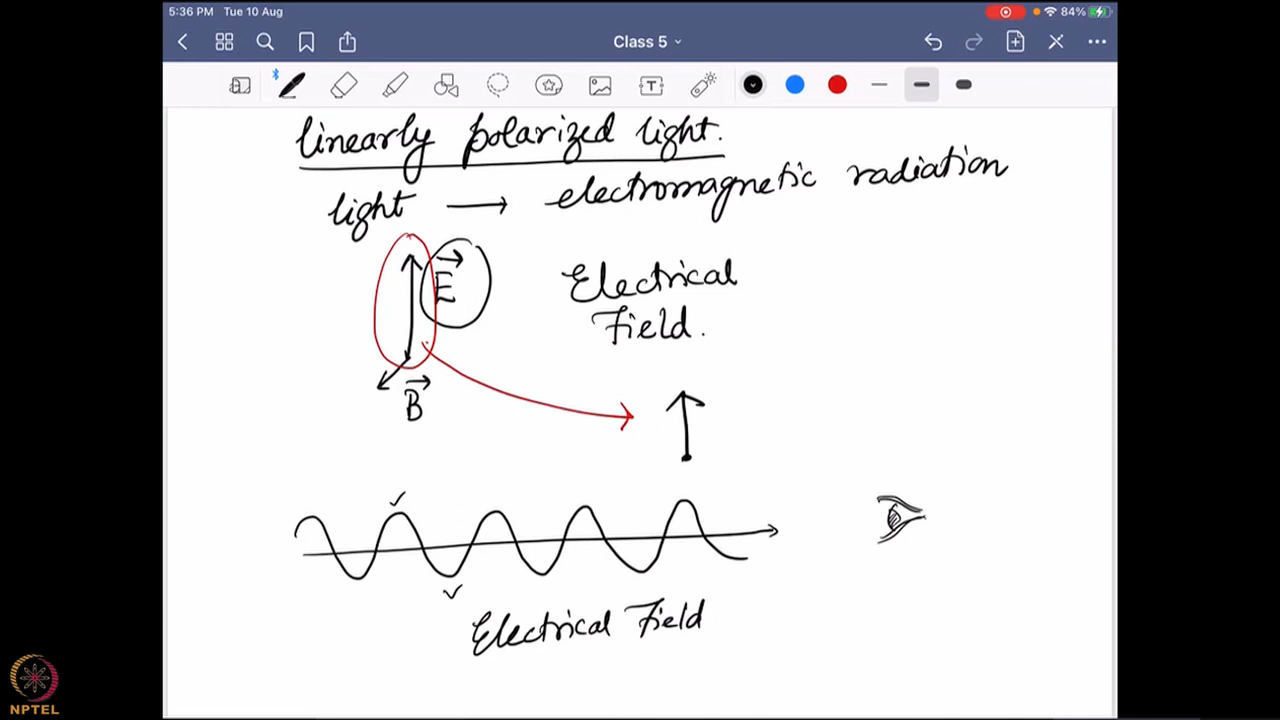 5:36 PM Tue 10 Aug 84%
Class 5
T
linearly polarized light.
light → electromagnetic radiation
E
Electrical
Field.
B
Electrical Field
NPTEL